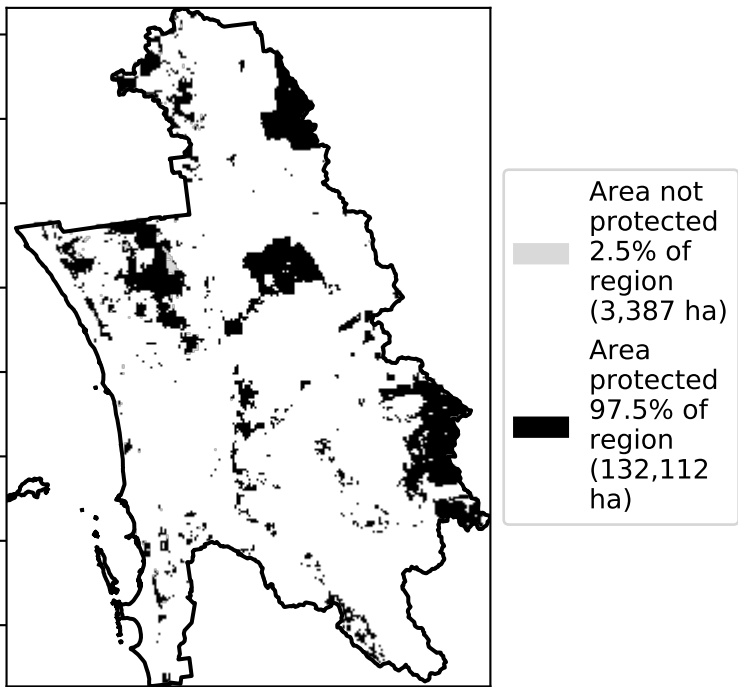 Area not
protected
2.5% of
region
(3,387 ha)
Area
protected
97.5% of
region
(132,112
ha)